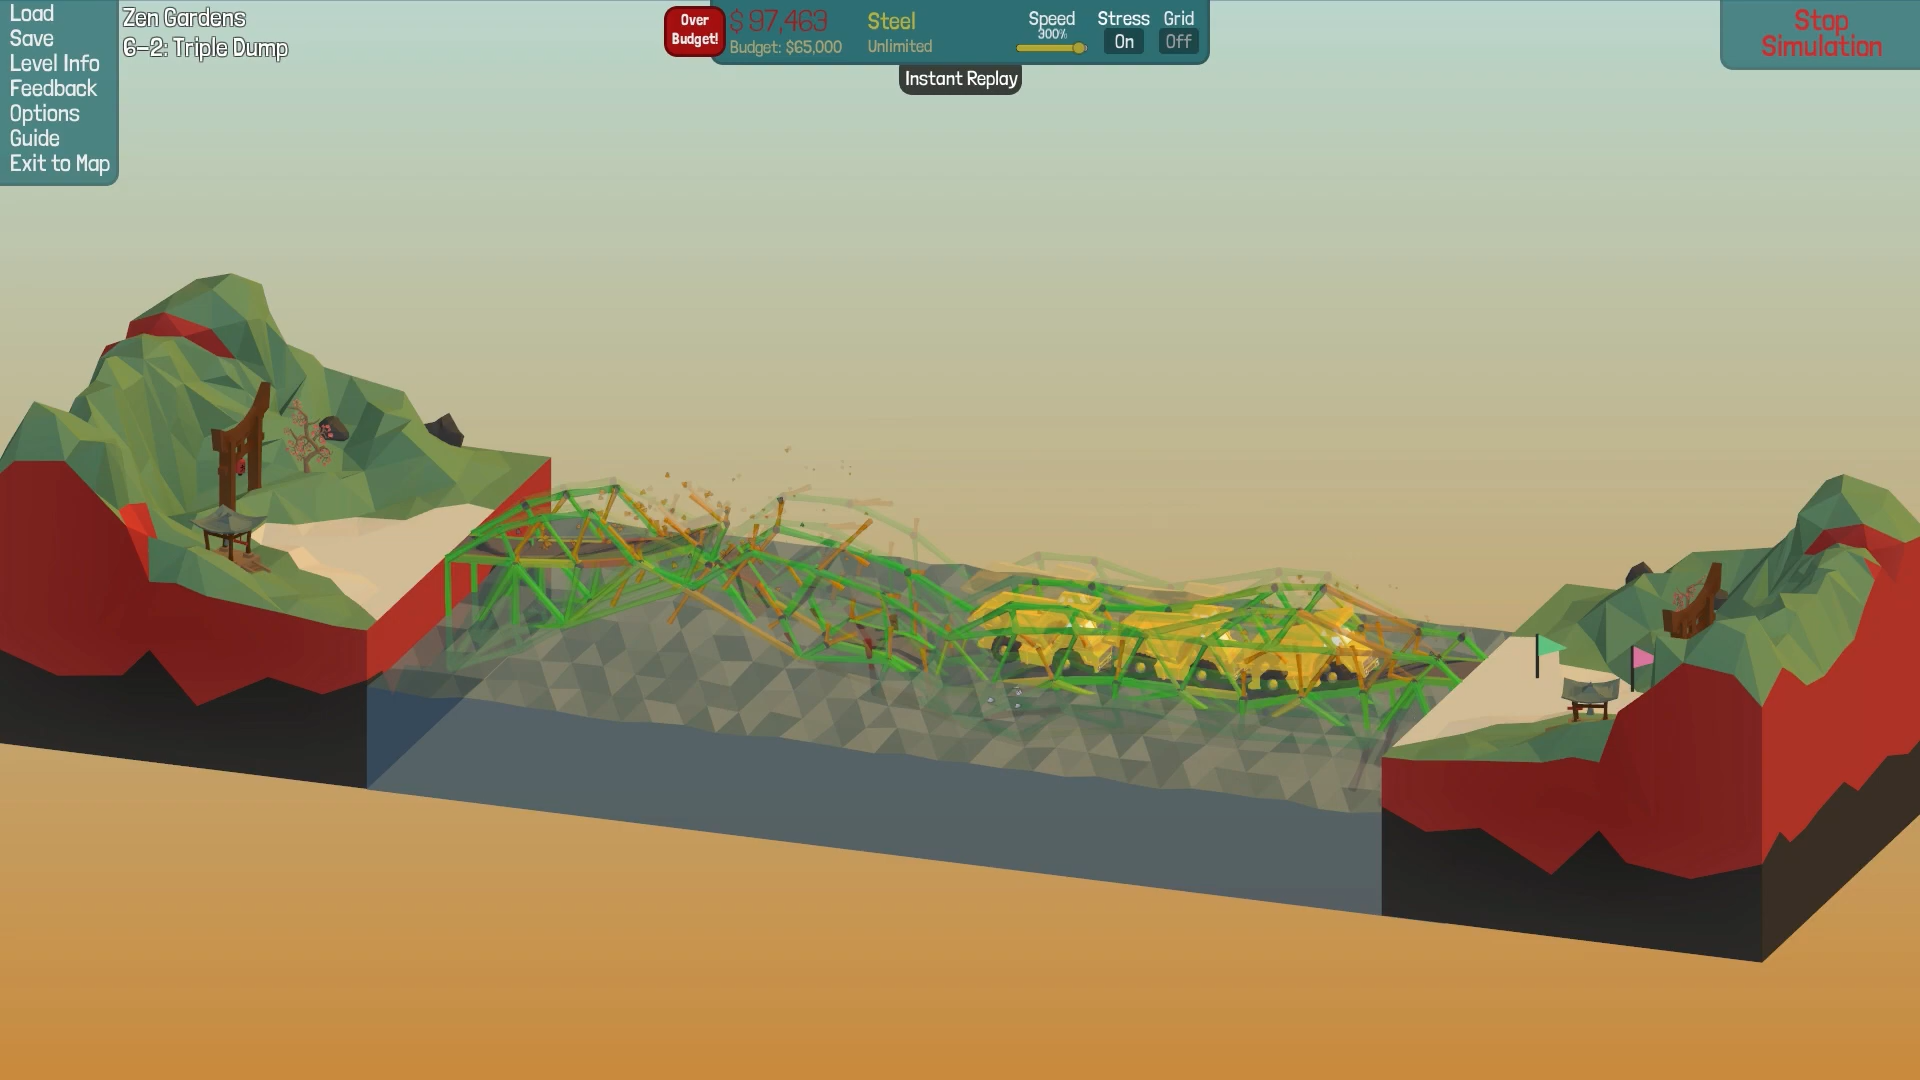 Load
Save
Level Info
Feedback
Options
Guide
Exit to Map
Zen Gardens
6-2: Triple Dump
Over
Budget!
$ 97,463
Budget: $65,000
Steel
Unlimited
Speed
300%
Stress
On
Grid
Off
Instant Replay
Stop
Simulation